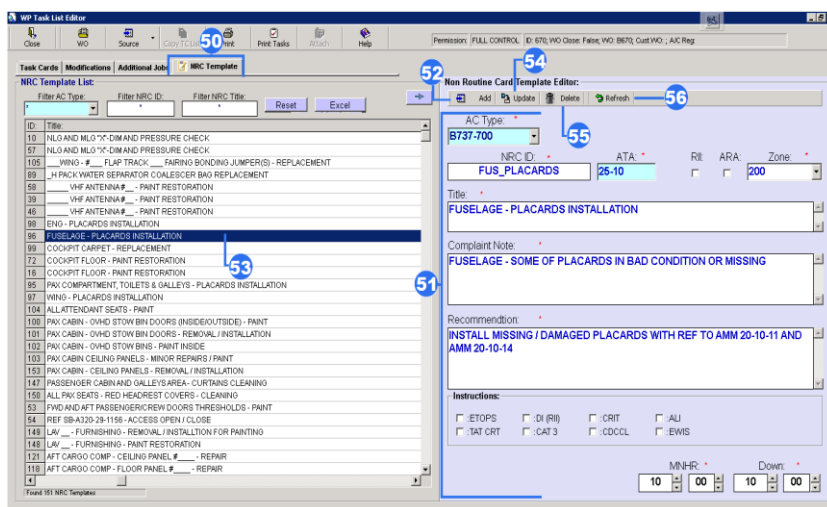 WP Task List Editor
Close WO Source Copy TC List Print Print Tasks Attach Help
50
Permission: FULL CONTROL ID: 670; WO Close: False; WO: B670; Cust WO: ; A/C Reg:
Task Cards Modifications Additional Jobs NRC Template
NRC Template List:
Filter AC Type: Filter NRC ID: Filter NRC Title:
* * * Reset Excel
ID: Title:
10 NLG AND MLG "X"-DIM AND PRESSURE CHECK
57 NLG AND MLG "X"-DIM AND PRESSURE CHECK
105 ___WING - #___ FLAP TRACK ___ FAIRING BONDING JUMPER(S) - REPLACEMENT
89 _H PACK WATER SEPARATOR COALESCER BAG REPLACEMENT
58 _____ VHF ANTENNA #__ - PAINT RESTORATION
39 _____ VHF ANTENNA #__ - PAINT RESTORATION
46 _____ VHF ANTENNA #__ - PAINT RESTORATION
98 ENG - PLACARDS INSTALLATION
96 FUSELAGE - PLACARDS INSTALLATION
99 COCKPIT CARPET - REPLACEMENT
72 COCKPIT FLOOR - PAINT RESTORATION
16 COCKPIT FLOOR - PAINT RESTORATION
53
95 PAX COMPARTMENT, TOILETS & GALLEYS - PLACARDS INSTALLATION
97 WING - PLACARDS INSTALLATION
104 ALL ATTENDANT SEATS - PAINT
100 PAX CABIN - OVHD STOW BIN DOORS (INSIDE/OUTSIDE) - PAINT
101 PAX CABIN - OVHD STOW BIN DOORS - REMOVAL / INSTALLATION
102 PAX CABIN - OVHD STOW BINS - PAINT INSIDE
103 PAX CABIN CEILING PANELS - MINOR REPAIRS / PAINT
153 PAX CABIN - CEILING PANELS - REMOVAL / INSTALLATION
147 PASSENGER CABIN AND GALLEYS AREA - CURTAINS CLEANING
150 ALL PAX SEATS - RED HEADREST COVERS - CLEANING
53 FWD AND AFT PASSENGER/CREW DOORS THRESHOLDS - PAINT
54 REF SB-A320-29-1156 - ACCESS OPEN / CLOSE
149 LAV __ - FURNISHING - REMOVAL / INSTALLTION FOR PAINTING
148 LAV __ - FURNISHING - PAINT RESTORATION
121 AFT CARGO COMP - CEILING PANEL #____ - REPAIR
118 AFT CARGO COMP - FLOOR PANEL #____ - REPAIR
Found 151 NRC Templates
52 54
Non Routine Card Template Editor:
Add Update Delete Refresh 56
55
AC Type: *
B737-700
NRC ID: * ATA: * RII: ARA: Zone: *
FUS_PLACARDS 25-10 200
Title: *
FUSELAGE - PLACARDS INSTALLATION
Complaint Note: *
FUSELAGE - SOME OF PLACARDS IN BAD CONDITION OR MISSING
51
Recommendtion: *
INSTALL MISSING / DAMAGED PLACARDS WITH REF TO AMM 20-10-11 AND
AMM 20-10-14
Instructions:
:ETOPS :DI (RII) :CRIT :ALI
:TAT CRT :CAT 3 :CDCCL :EWIS
MNHR: * Down: *
10 00 10 00